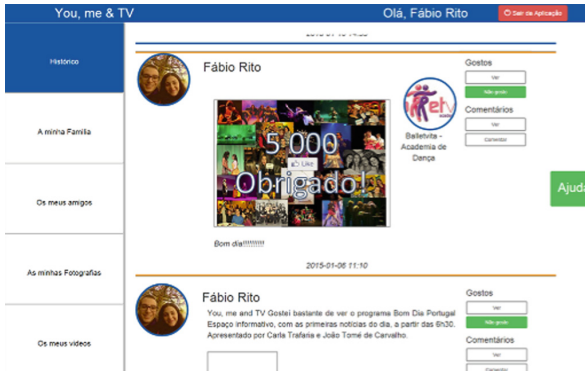 You, me & TV
Olá, Fábio Rito
Sair da Aplicação
Histórico
A minha Família
Os meus amigos
As minhas Fotografias
Os meus videos
Fábio Rito
5 000
Like
Obrigado!
Bom dia!!!!!!!!!
Balletvita -
Academia de
Dança
Gostos
Ver
Não gosto
Comentários
Ver
Comentar
Ajuda
2015-01-06 11:10
Fábio Rito
You, me and TV Gostei bastante de ver o programa Bom Dia Portugal
Espaço informativo, com as primeiras notícias do dia, a partir das 6h30.
Apresentado por Carla Trafaria e João Tomé de Carvalho.
Gostos
Ver
Não gosto
Comentários
Ver
Comentar